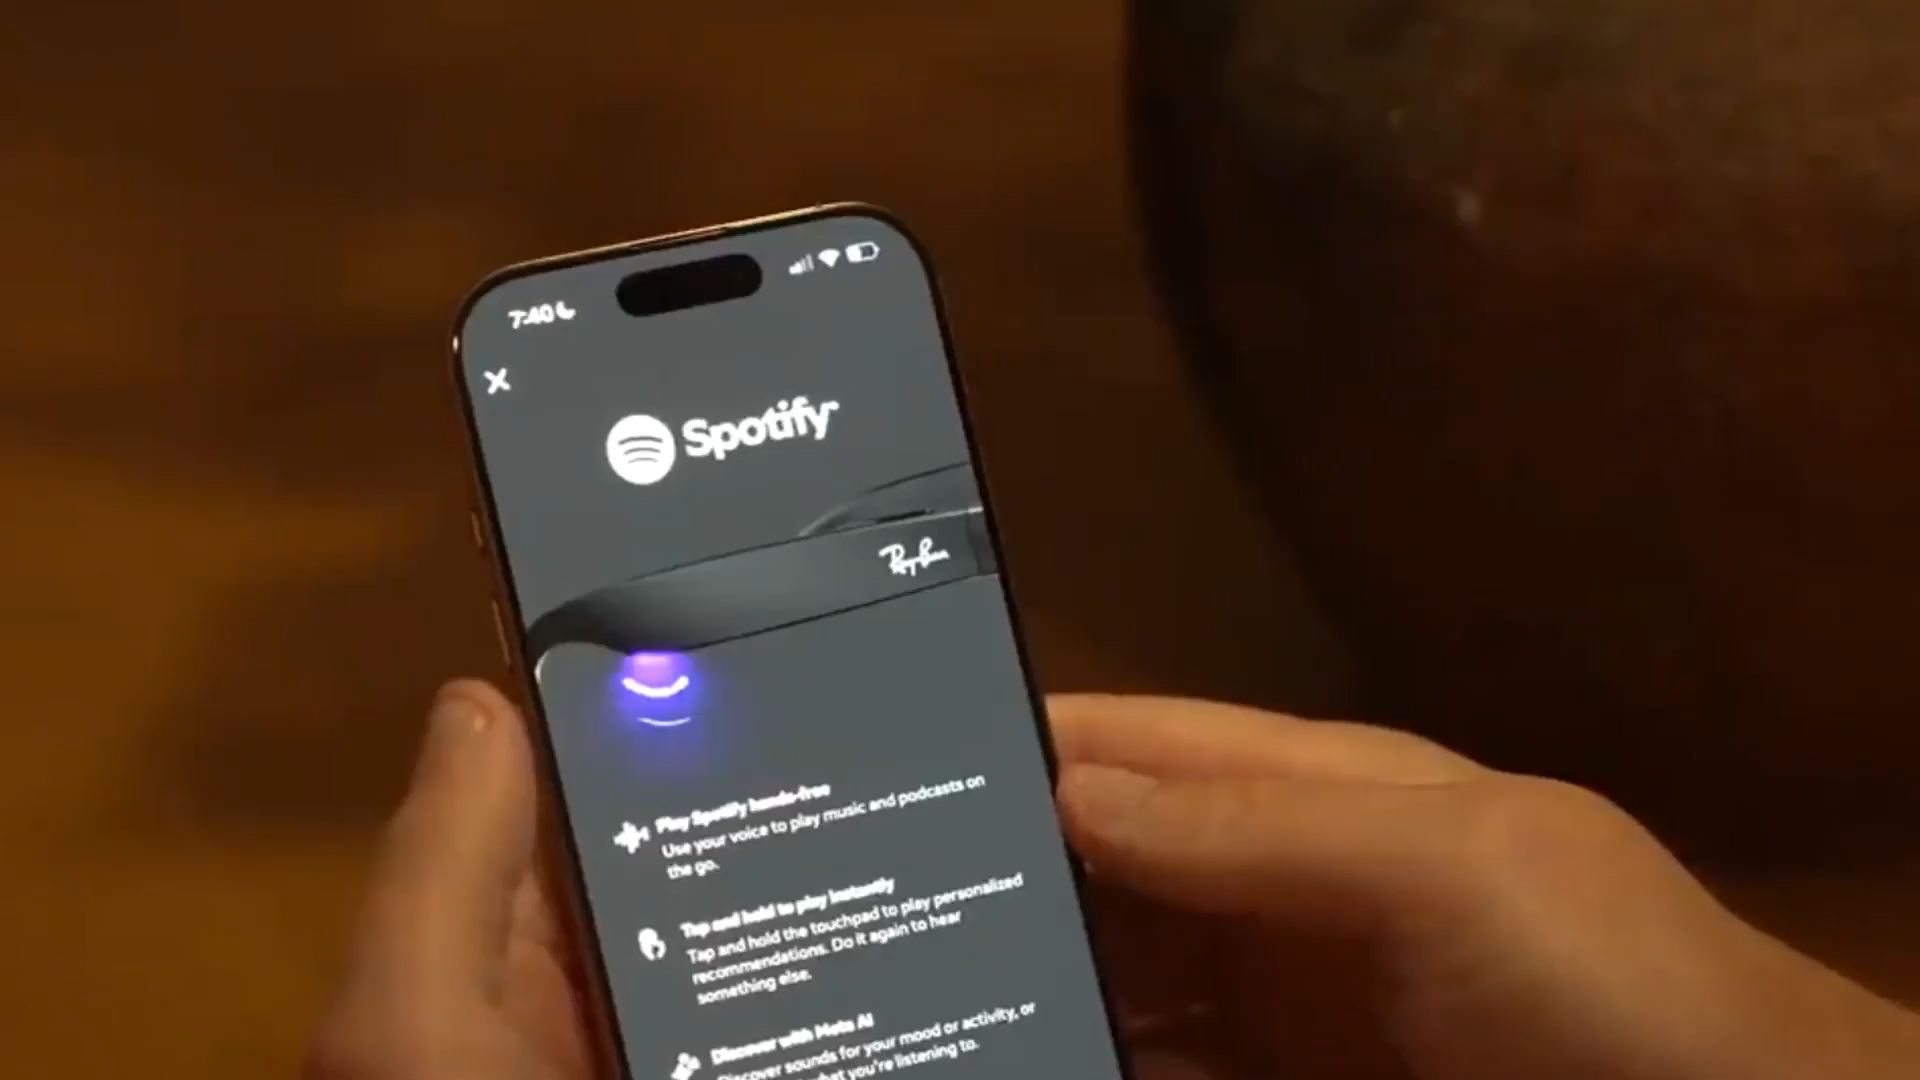 7:40
Spotify
Ray-Ban
Play Spotify hands-free
Use your voice to play music and podcasts on
the go.
Tap and hold to play instantly
Tap and hold the touchpad to play personalized
recommendations. Do it again to hear
something else.
Discover with Meta AI
Discover sounds for your mood or activity, or
what you're listening to.